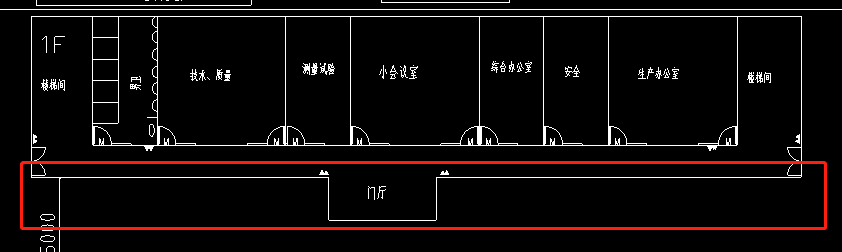 1F
楼梯间
男卫
技术、质量
测量试验
小会议室
综合办公室
安全
生产办公室
楼梯间
M M M M M M M M M M
门厅